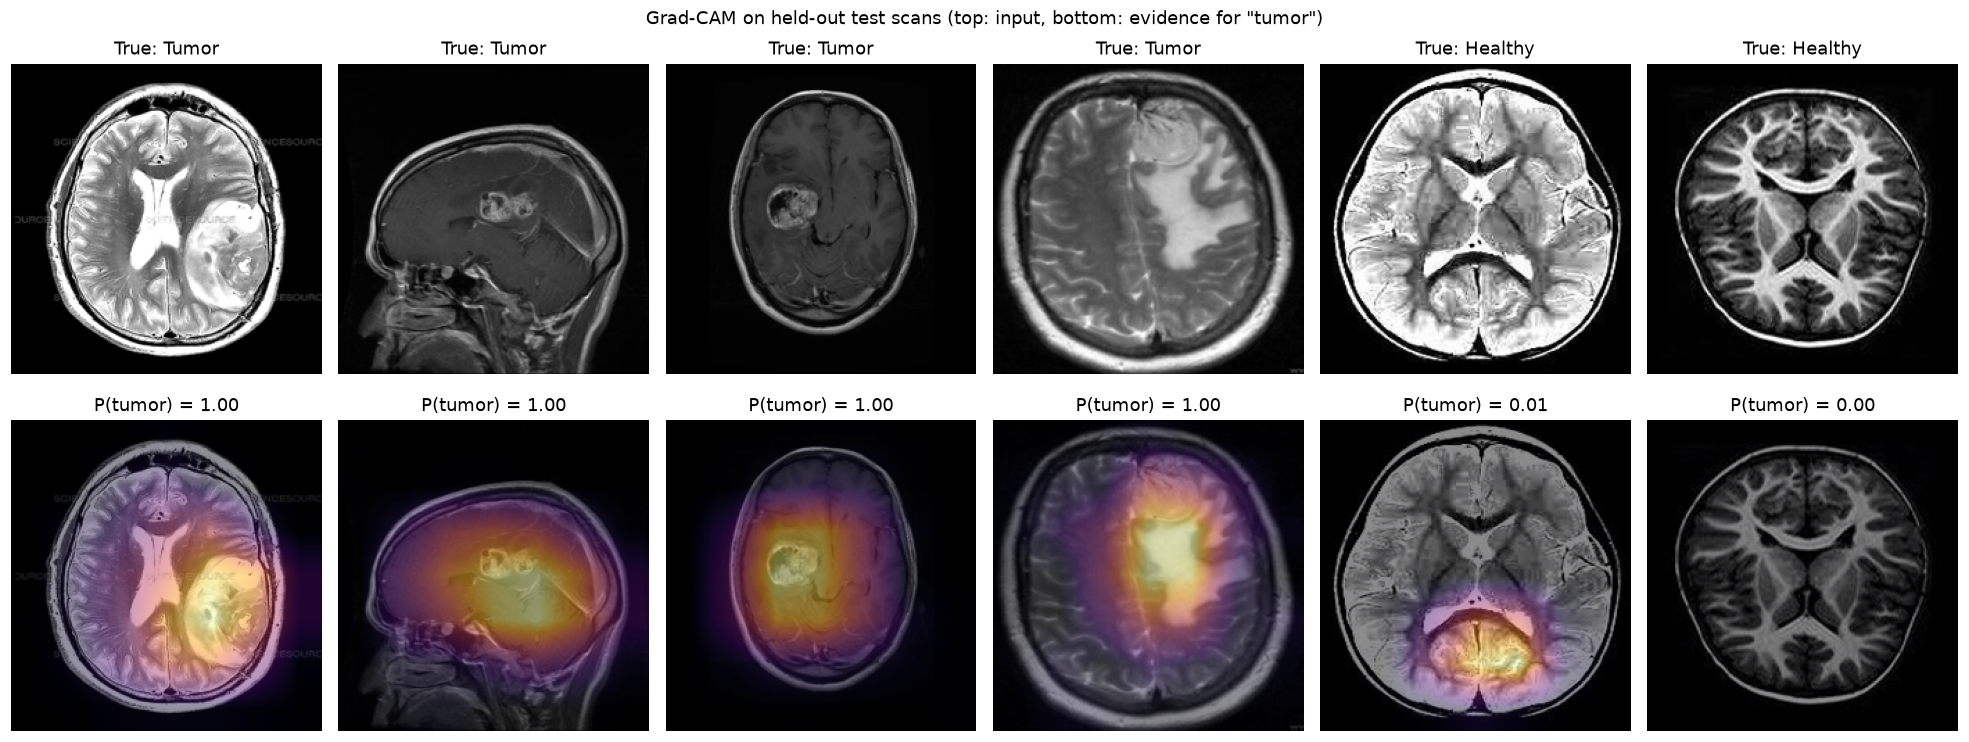 Grad-CAM on held-out test scans (top: input, bottom: evidence for "tumor")
True: Tumor
True: Tumor
True: Tumor
True: Tumor
True: Healthy
True: Healthy
P(tumor) = 1.00
P(tumor) = 1.00
P(tumor) = 1.00
P(tumor) = 1.00
P(tumor) = 0.01
P(tumor) = 0.00